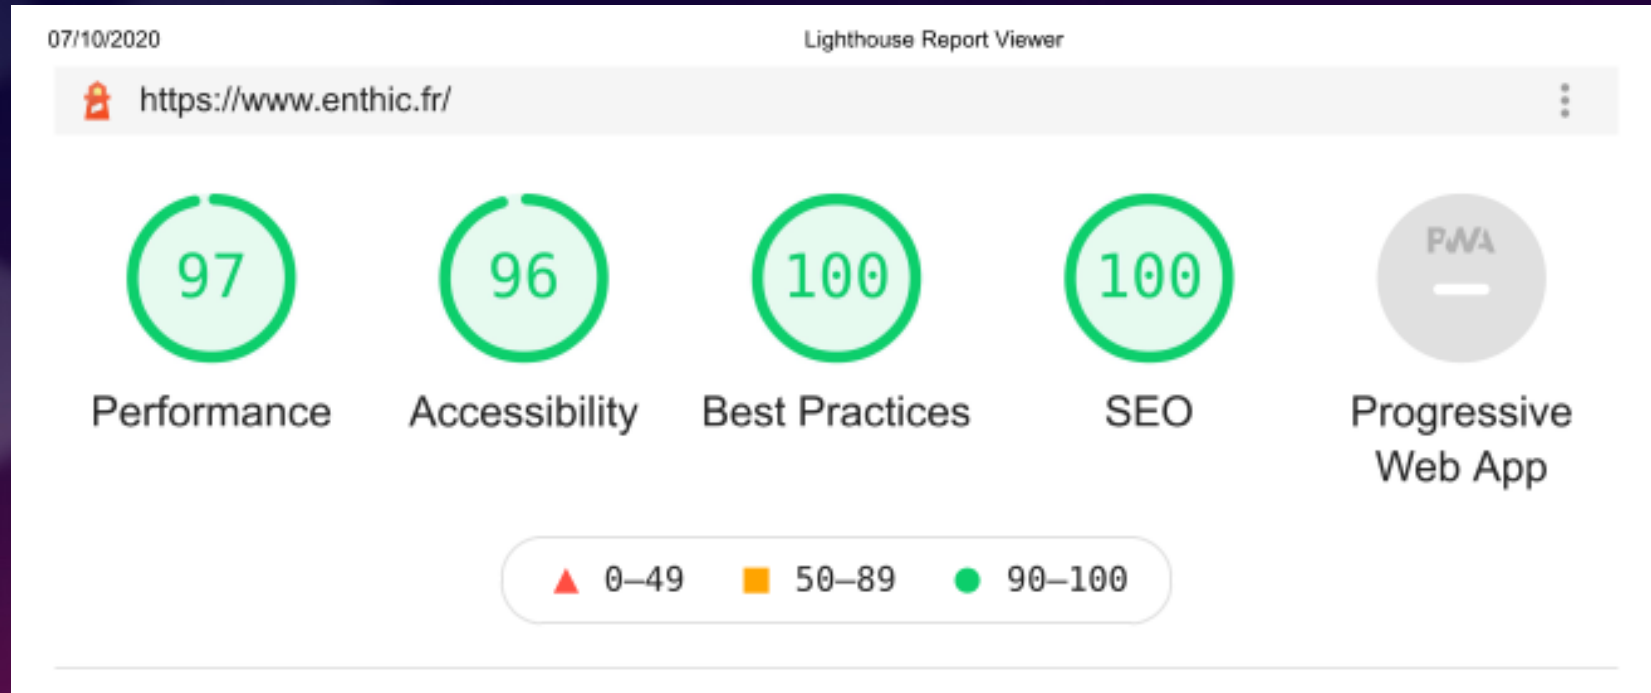 07/10/2020 Lighthouse Report Viewer
https://www.enthic.fr/
97 96 100 100 PWA
Performance Accessibility Best Practices SEO Progressive
Web App
0–49 50–89 90–100